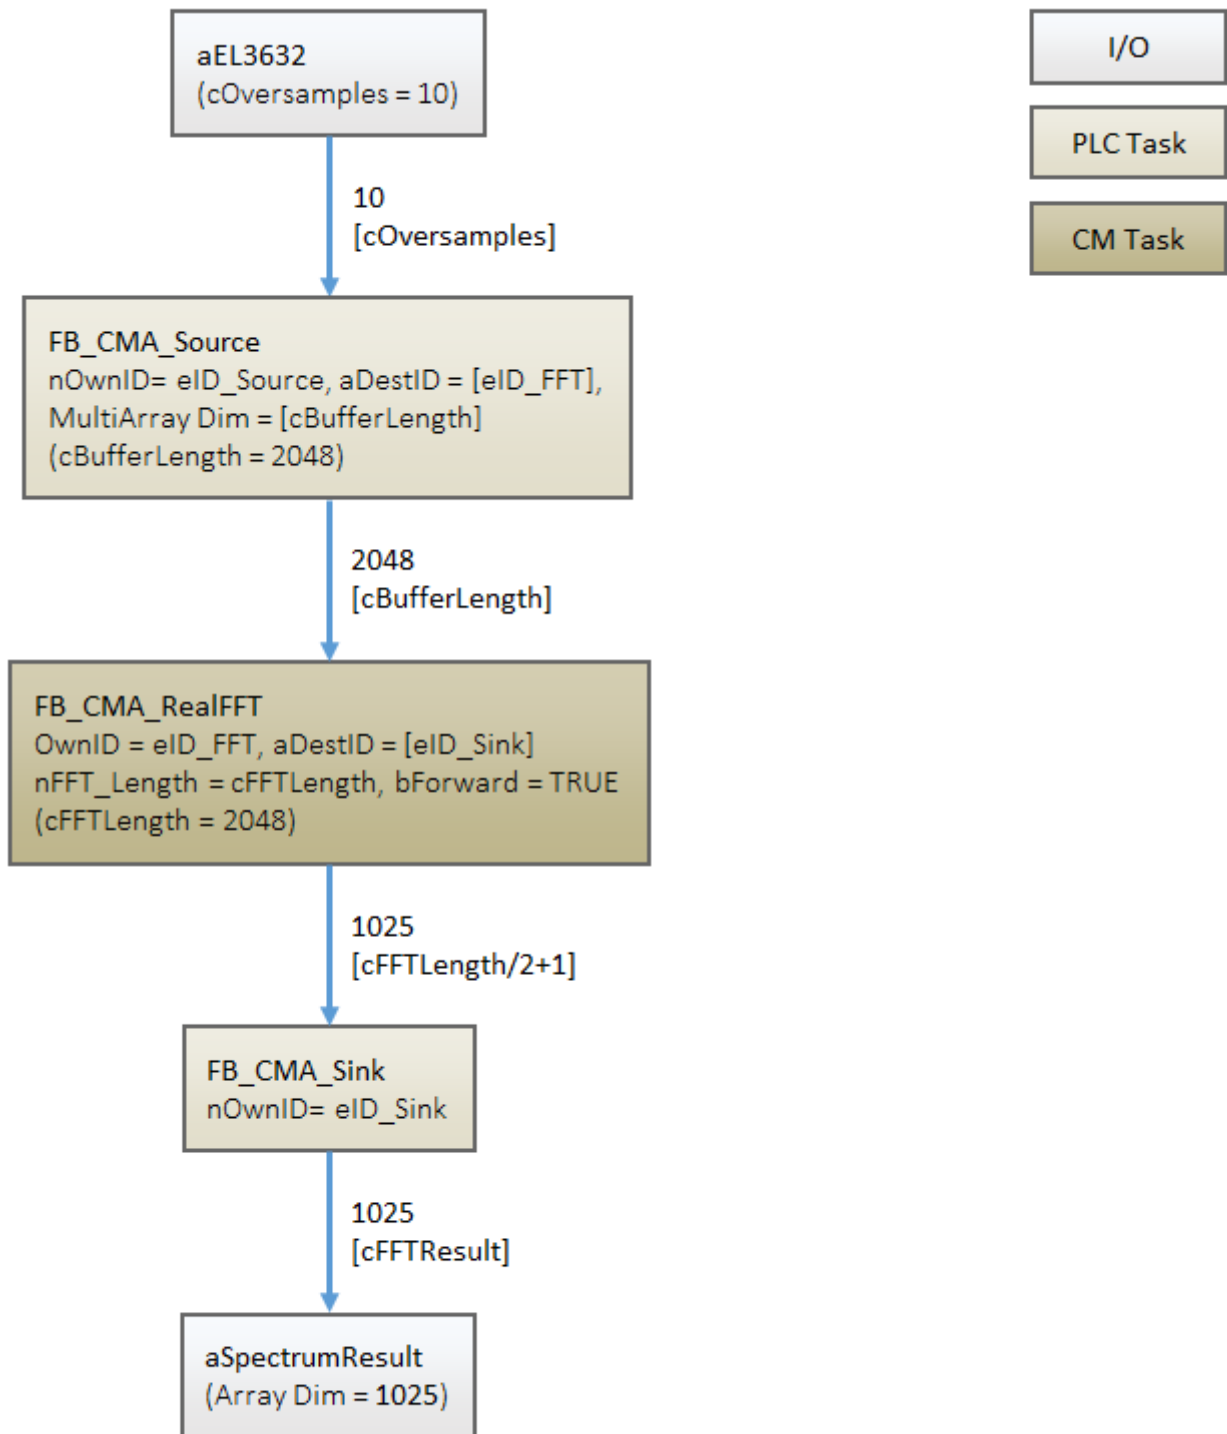 aEL3632
(cOversamples = 10)
10
[cOversamples]
FB_CMA_Source
nOwnID= eID_Source, aDestID = [eID_FFT],
MultiArray Dim = [cBufferLength]
(cBufferLength = 2048)
2048
[cBufferLength]
FB_CMA_RealFFT
OwnID = eID_FFT, aDestID = [eID_Sink]
nFFT_Length = cFFTLength, bForward = TRUE
(cFFTLength = 2048)
1025
[cFFTLength/2+1]
FB_CMA_Sink
nOwnID= eID_Sink
1025
[cFFTResult]
aSpectrumResult
(Array Dim = 1025)
I/O
PLC Task
CM Task